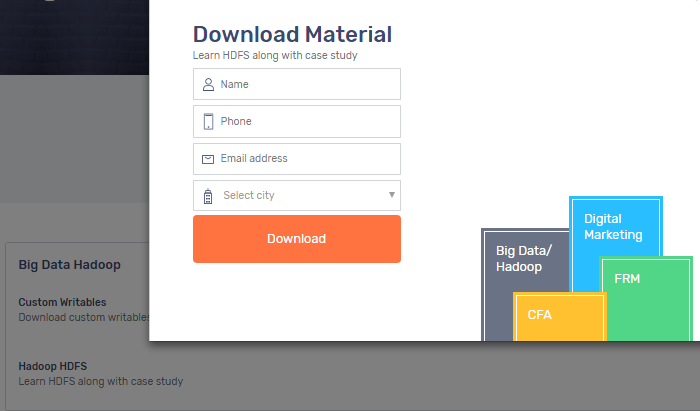 Download Material
Learn HDFS along with case study
Name
Phone
Email address
Select city
Download
Digital
Marketing
Big Data/
Hadoop
FRM
CFA
Big Data Hadoop
Custom Writables
Download custom writables
Hadoop HDFS
Learn HDFS along with case study